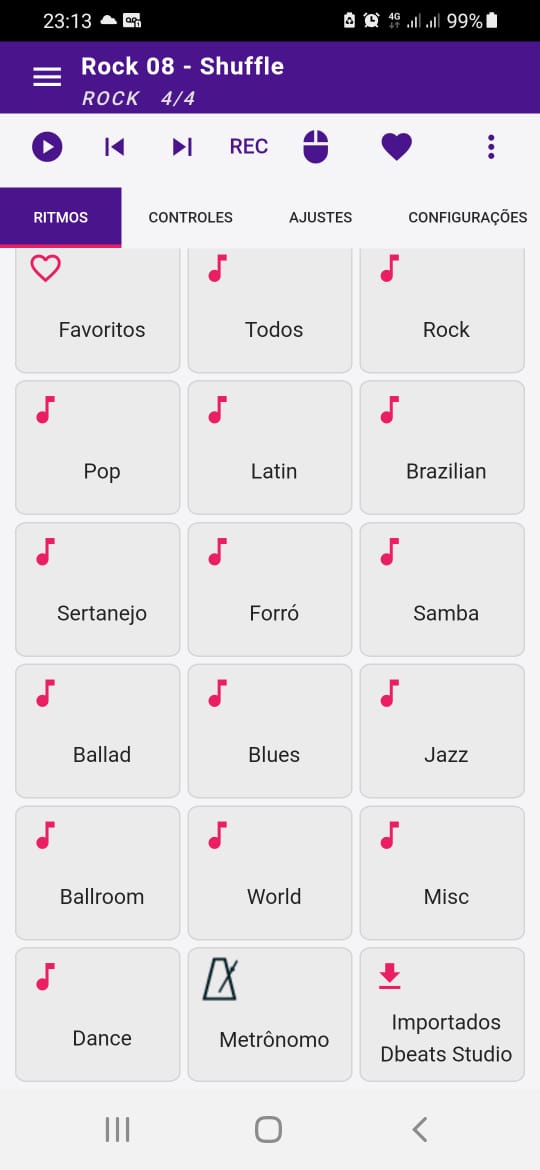 23:13
4G
99%
Rock 08 - Shuffle
ROCK 4/4
REC
RITMOS CONTROLES AJUSTES CONFIGURAÇÕES
Favoritos Todos Rock
Pop Latin Brazilian
Sertanejo Forró Samba
Ballad Blues Jazz
Ballroom World Misc
Dance Metrônomo Importados
Dbeats Studio